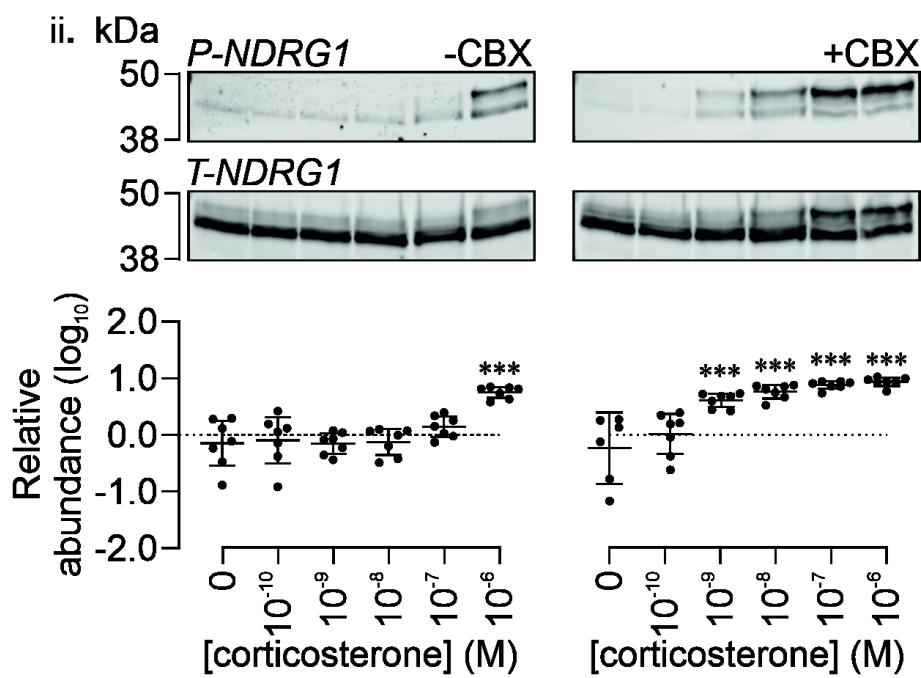 ii. kDa
P-NDRG1 -CBX +CBX
50
38
T-NDRG1
50
38
Relative abundance (log₁₀)
2.0
1.0
0.0
-1.0
-2.0
***
*** *** *** ***
0 10⁻¹⁰ 10⁻⁹ 10⁻⁸ 10⁻⁷ 10⁻⁶
0 10⁻¹⁰ 10⁻⁹ 10⁻⁸ 10⁻⁷ 10⁻⁶
[corticosterone] (M) [corticosterone] (M)